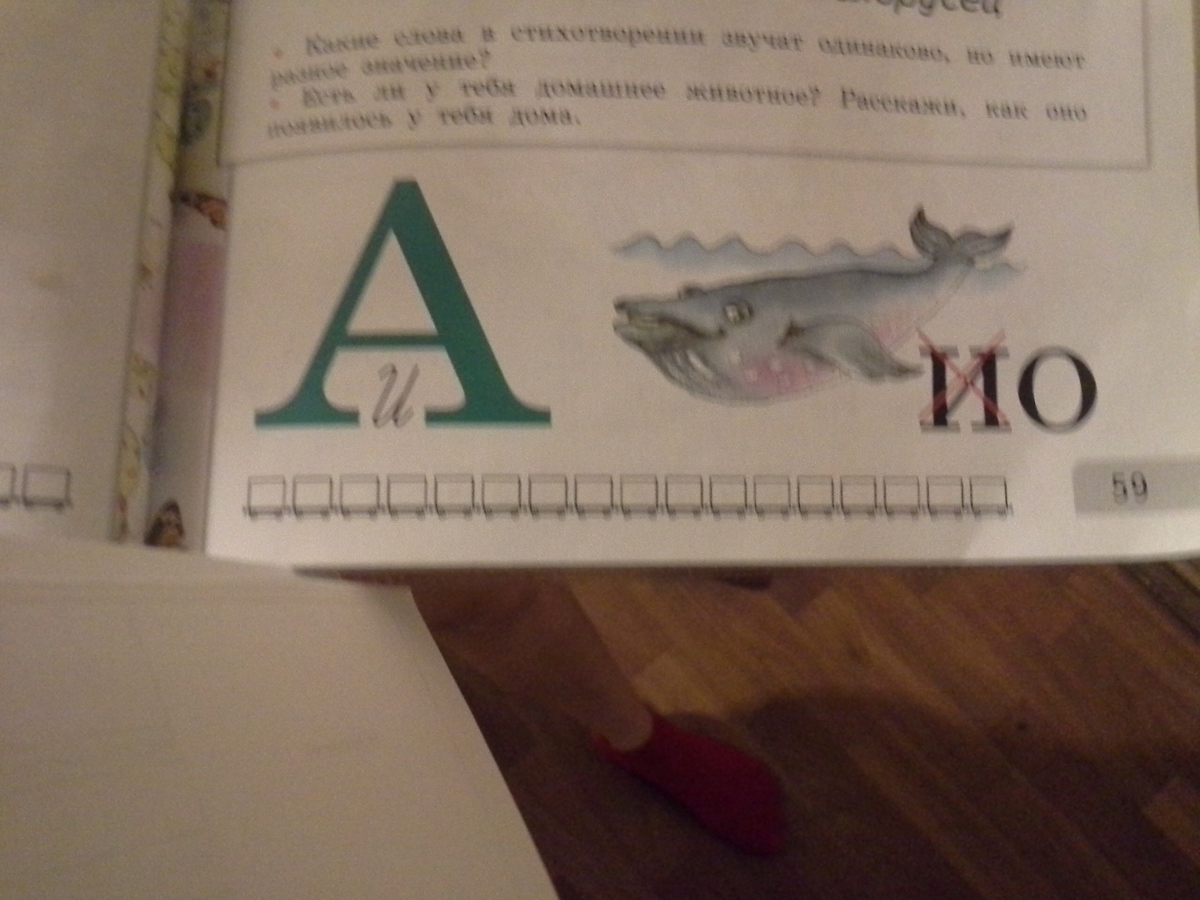 Какие слова в стихотворении звучат одинаково, но имеют
разное значение?
Есть ли у тебя домашнее животное? Расскажи, как оно
появилось у тебя дома.
А
и
И О
59